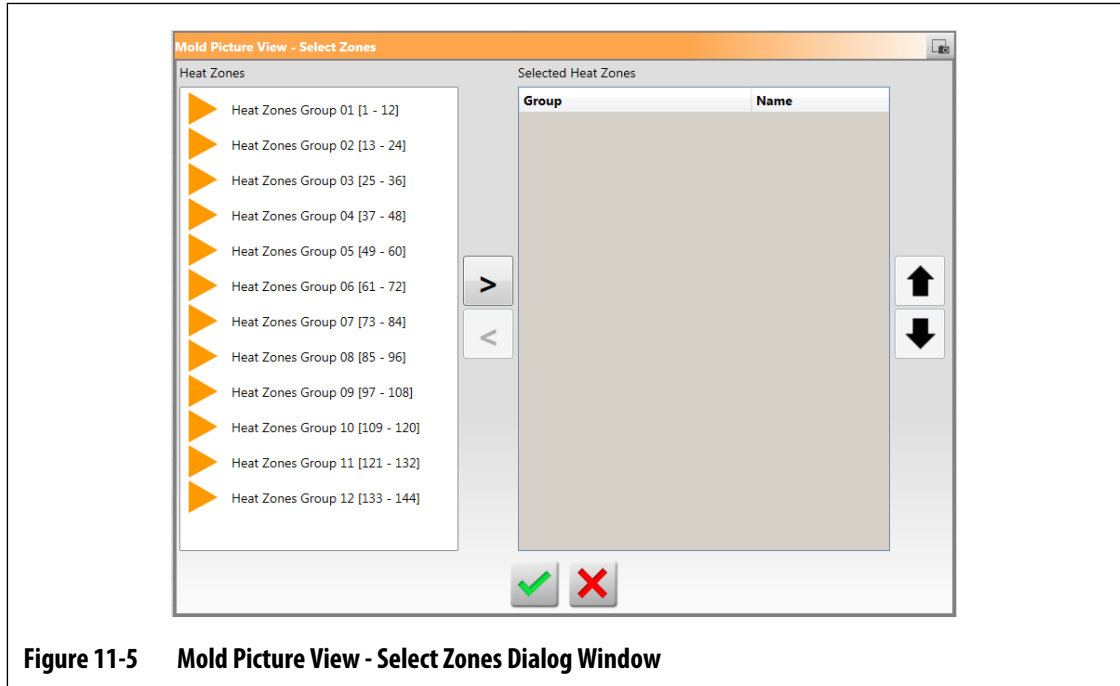 Mold Picture View - Select Zones
Heat Zones
Selected Heat Zones
Group Name
Heat Zones Group 01 [1 - 12]
Heat Zones Group 02 [13 - 24]
Heat Zones Group 03 [25 - 36]
Heat Zones Group 04 [37 - 48]
Heat Zones Group 05 [49 - 60]
Heat Zones Group 06 [61 - 72]
Heat Zones Group 07 [73 - 84]
Heat Zones Group 08 [85 - 96]
Heat Zones Group 09 [97 - 108]
Heat Zones Group 10 [109 - 120]
Heat Zones Group 11 [121 - 132]
Heat Zones Group 12 [133 - 144]
>
<
Figure 11-5 Mold Picture View - Select Zones Dialog Window